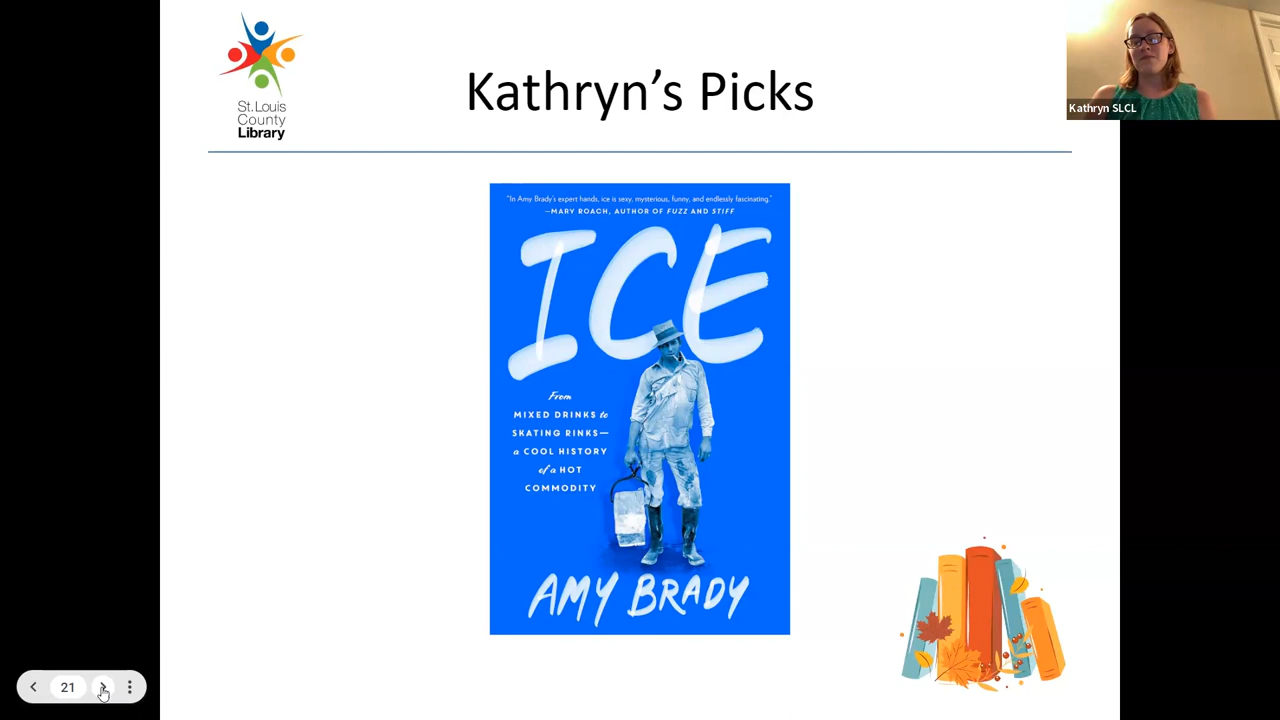 St.Louis
County
Library
Kathryn's Picks
Kathryn SLCL
"In Amy Brady's expert hands, ice is sexy, mysterious, funny, and endlessly fascinating."
—MARY ROACH, AUTHOR OF FUZZ AND STIFF
ICE
From
MIXED DRINKS to
SKATING RINKS—
a COOL HISTORY
of a HOT
COMMODITY
AMY BRADY
21